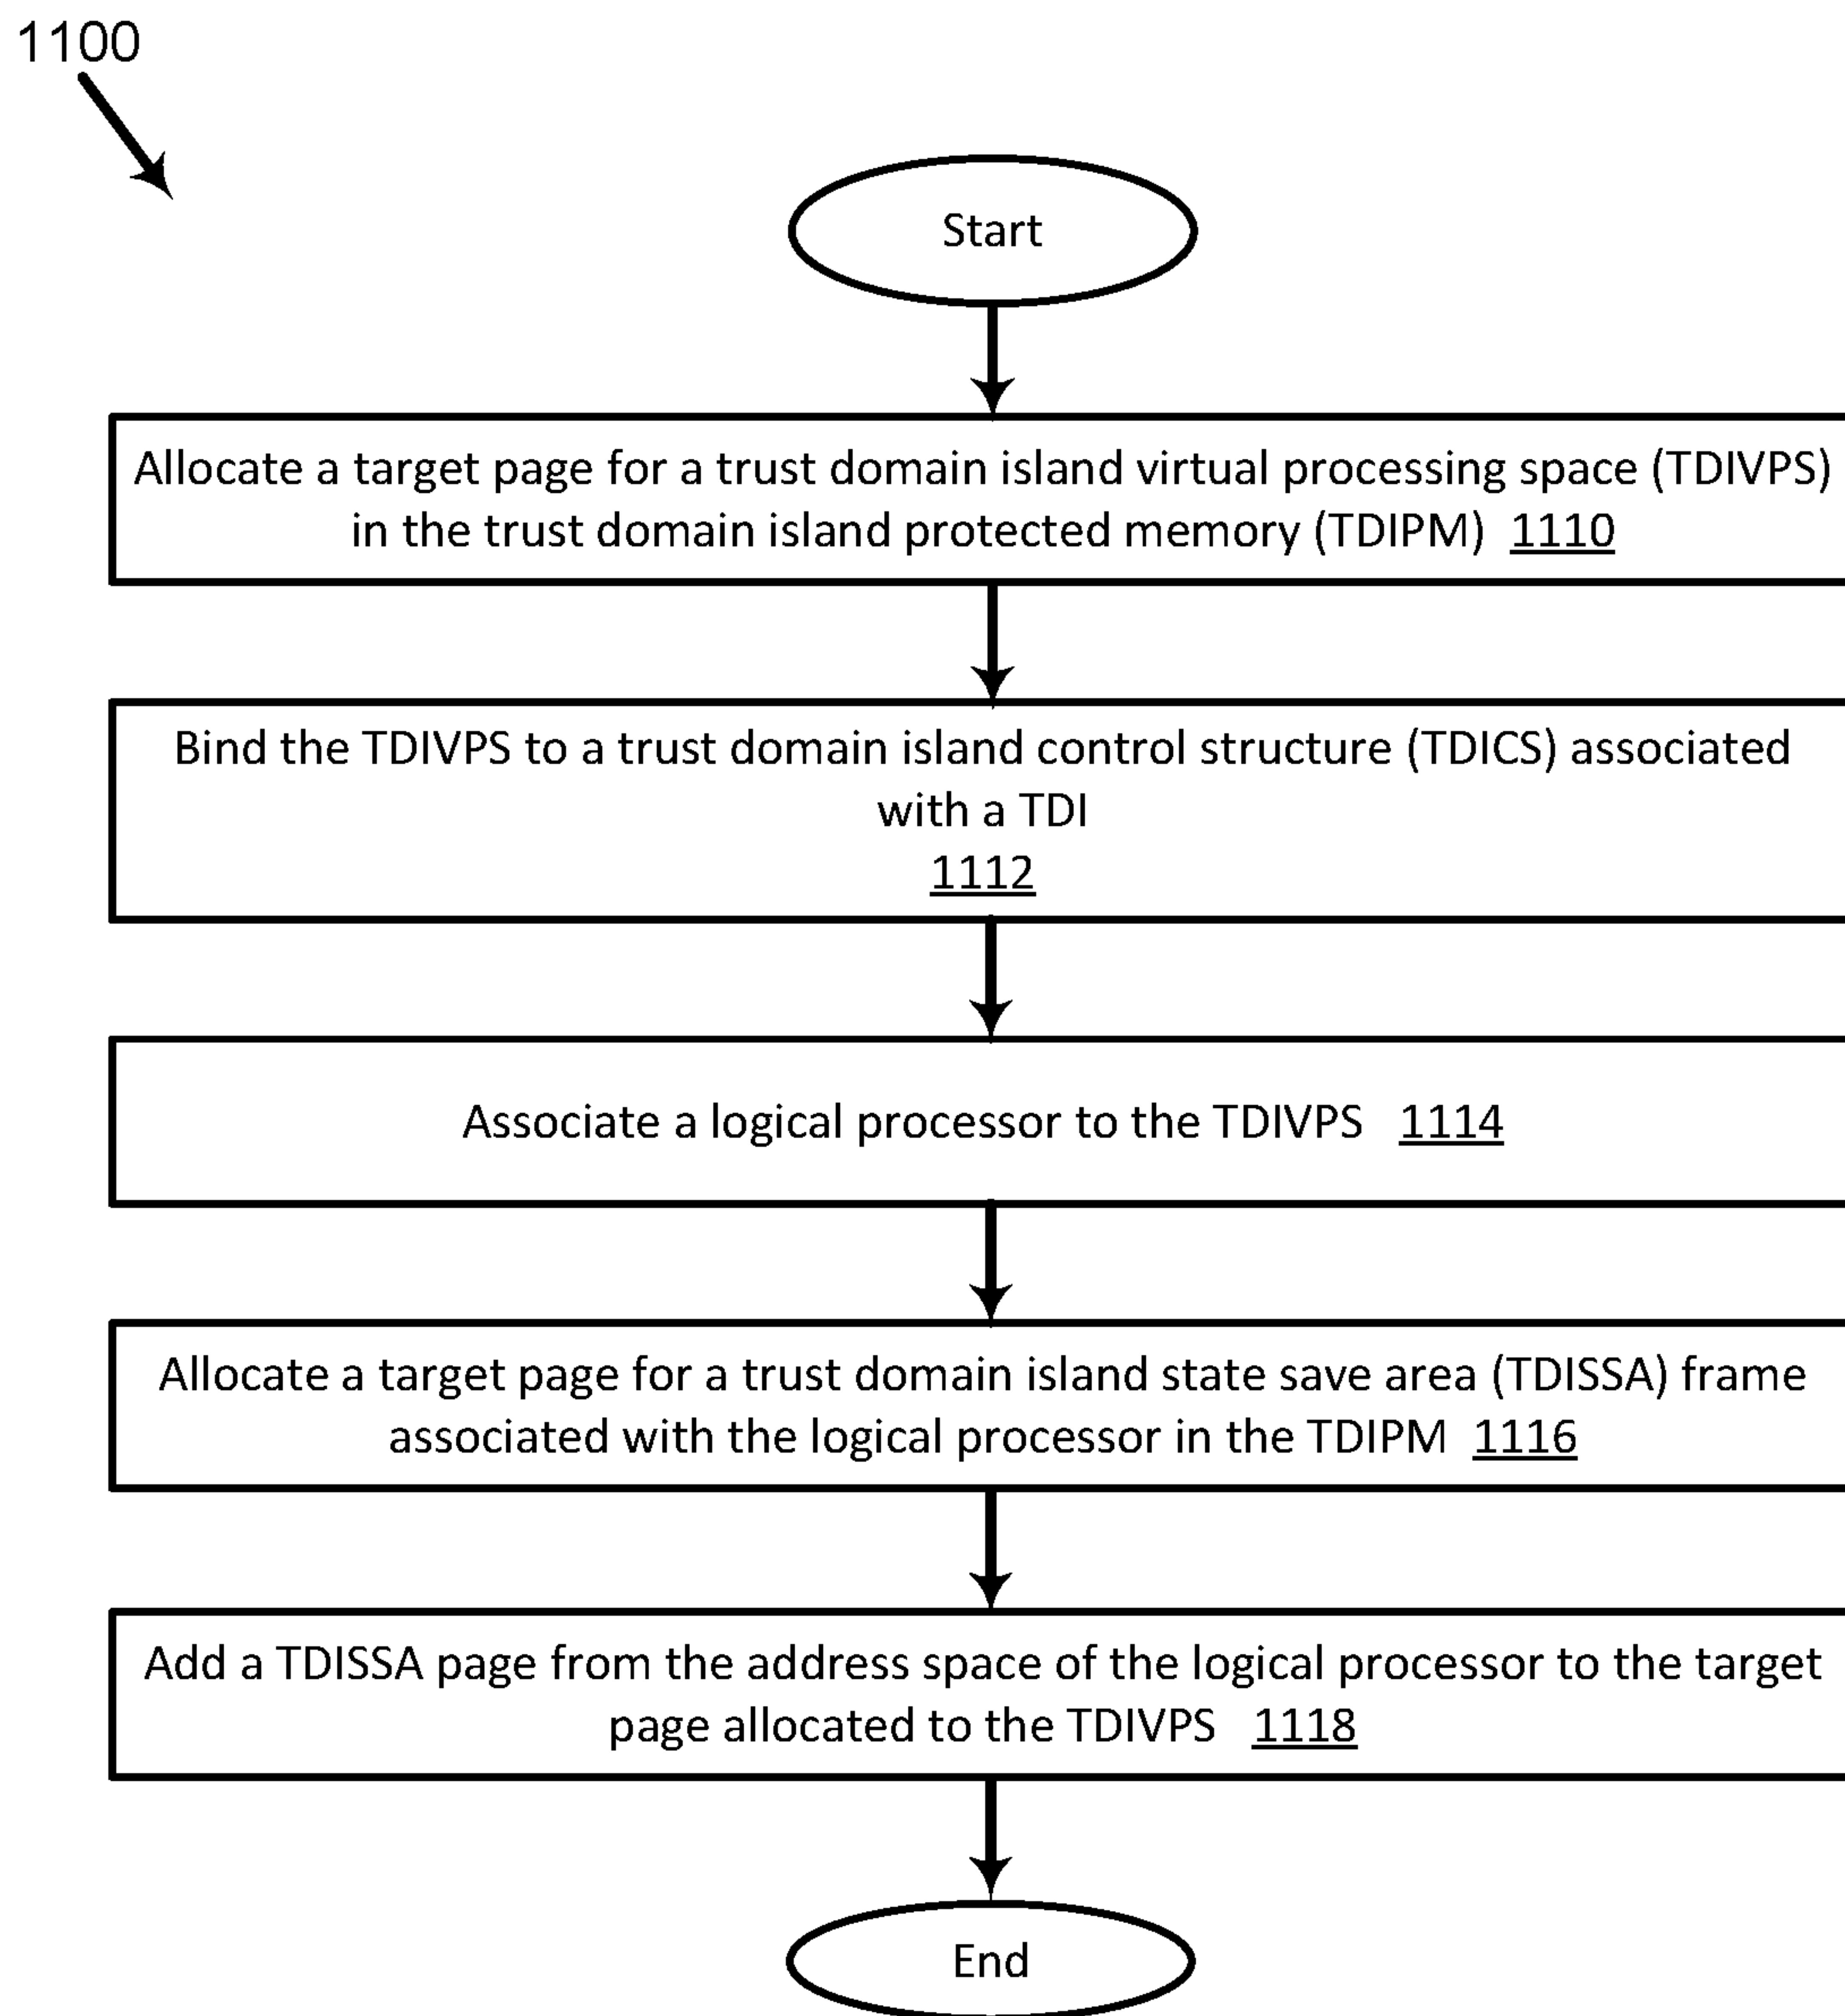 1100
Start
Allocate a target page for a trust domain island virtual processing space (TDIVPS)
in the trust domain island protected memory (TDIPM) 1110
Bind the TDIVPS to a trust domain island control structure (TDICS) associated
with a TDI
1112
Associate a logical processor to the TDIVPS 1114
Allocate a target page for a trust domain island state save area (TDISSA) frame
associated with the logical processor in the TDIPM 1116
Add a TDISSA page from the address space of the logical processor to the target
page allocated to the TDIVPS 1118
End